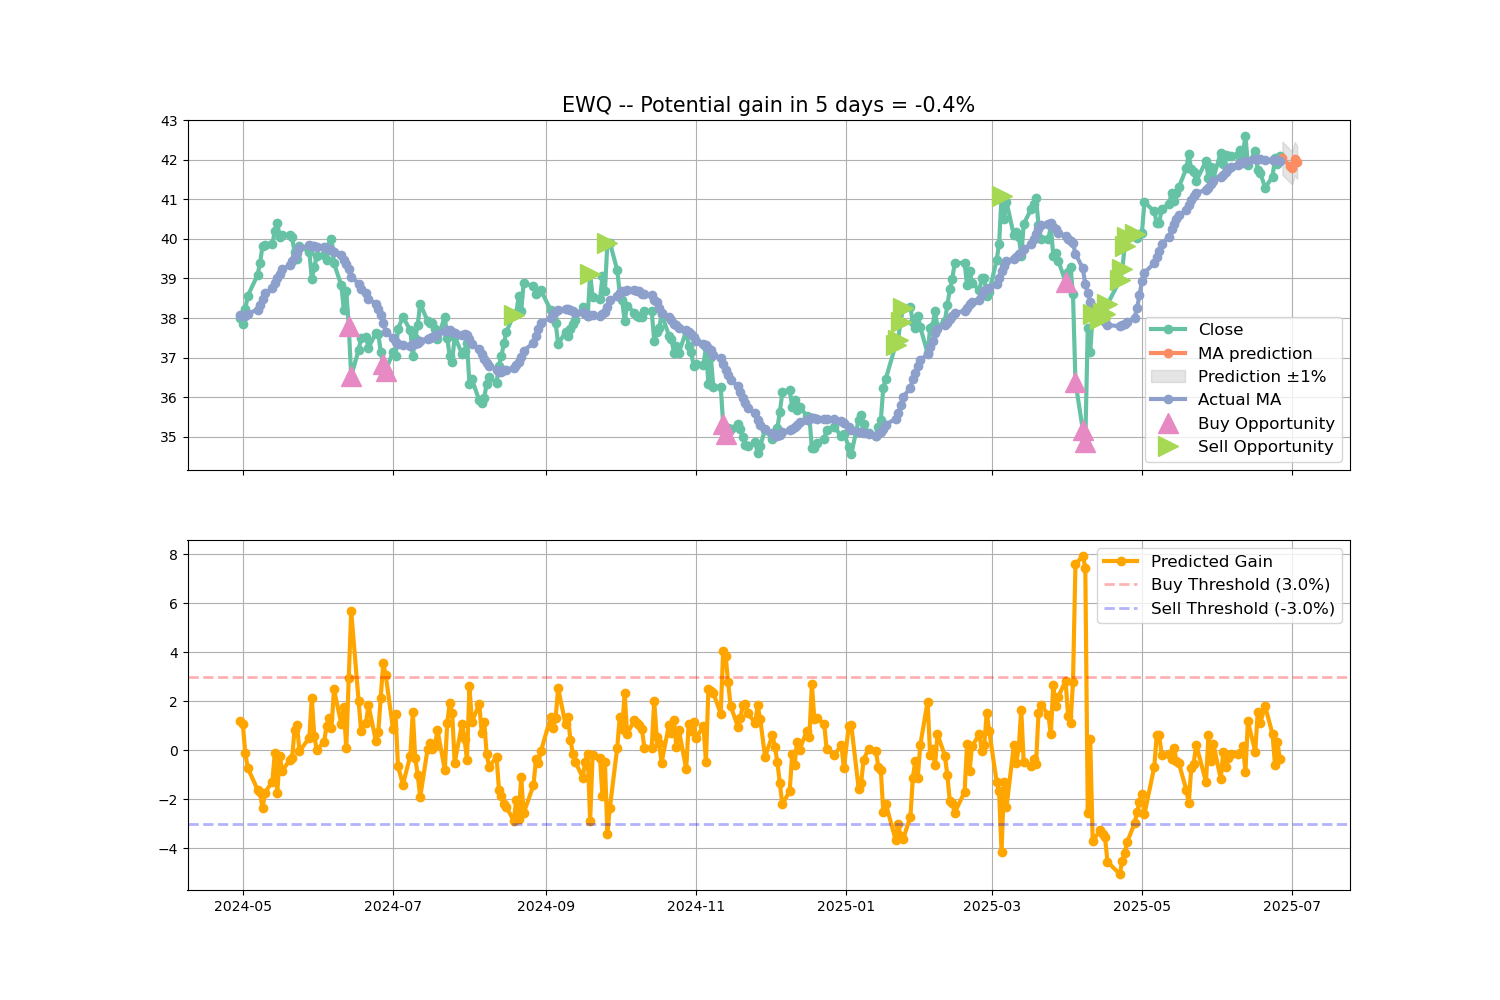 EWQ -- Potential gain in 5 days = -0.4%
43
42
41
40
39
38
37
36
35
Close
MA prediction
Prediction ±1%
Actual MA
Buy Opportunity
Sell Opportunity
8
6
4
2
0
−2
−4
Predicted Gain
Buy Threshold (3.0%)
Sell Threshold (-3.0%)
2024-05
2024-07
2024-09
2024-11
2025-01
2025-03
2025-05
2025-07